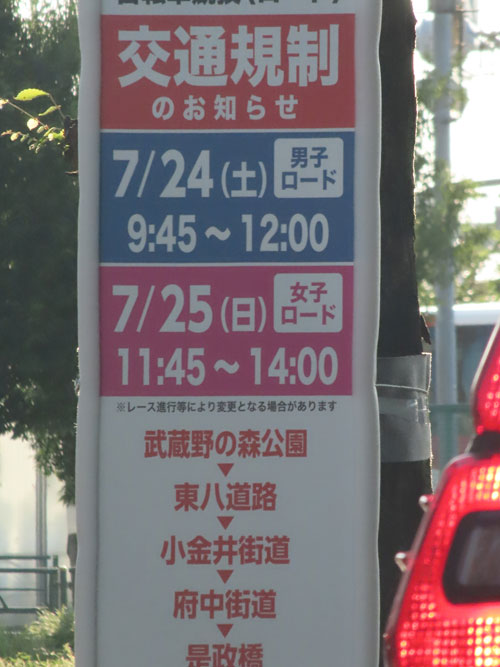 交通規制
のお知らせ
7/24(土) 男子ロード
9:45～12:00
7/25(日) 女子ロード
11:45～14:00
※レース進行等により変更となる場合があります
武蔵野の森公園
▼
東八道路
▼
小金井街道
▼
府中街道
▼
是政橋